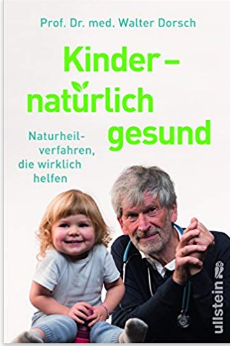 Prof. Dr. med. Walter Dorsch
Kinder –
natürlich
gesund
Naturheil-
verfahren,
die wirklich
helfen
ullstein